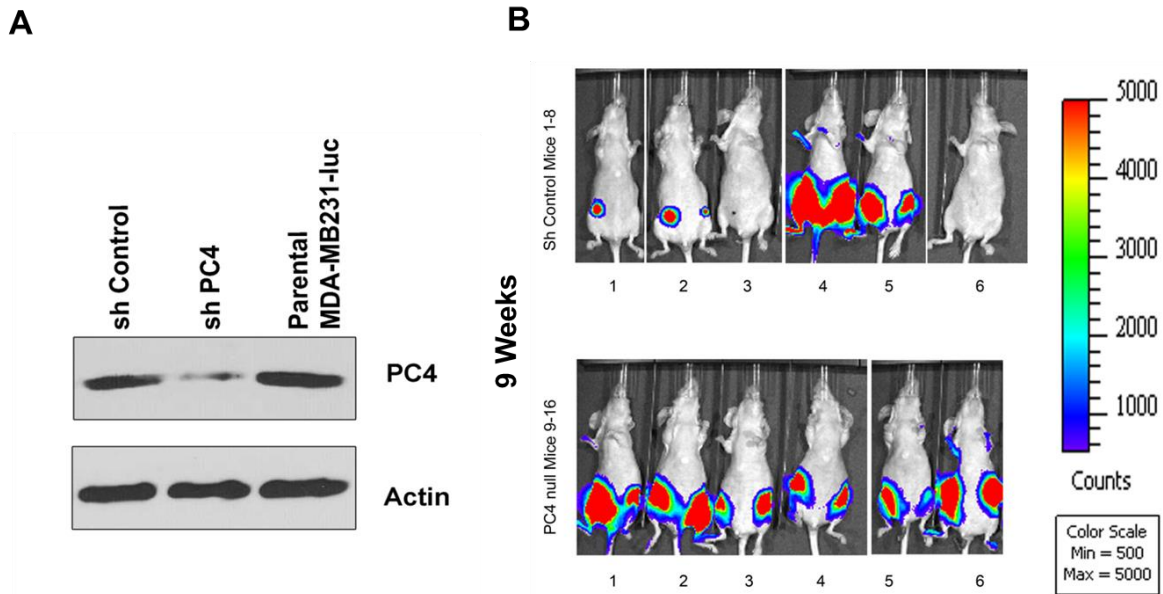 A
sh Control
sh PC4
Parental
MDA-MB231-luc
PC4
Actin
B
9 Weeks
Sh Control Mice 1-8
1 2 3 4 5 6
PC4 null Mice 9-16
1 2 3 4 5 6
5000
4000
3000
2000
1000
Counts
Color Scale
Min = 500
Max = 5000